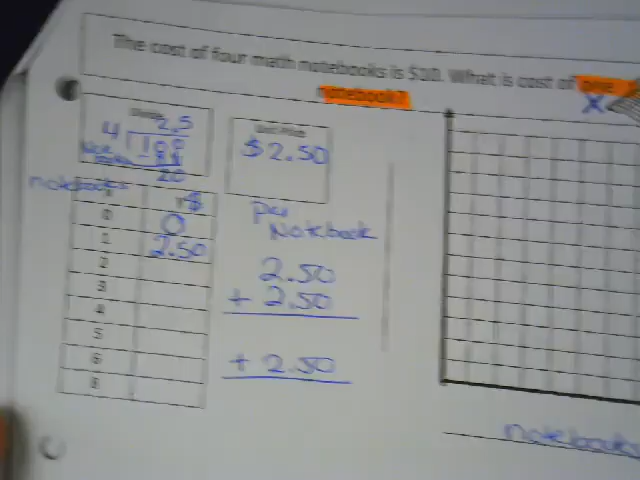 The cost of four math notebooks is $10. What is cost of one
notebook?
x
2.5
4 100
20
$2.50
notebooks
x y $
0 0
1 2.50
2
3
4
5
6
8
per
Notebook
2.50
+ 2.50
+ 2.50
notebooks